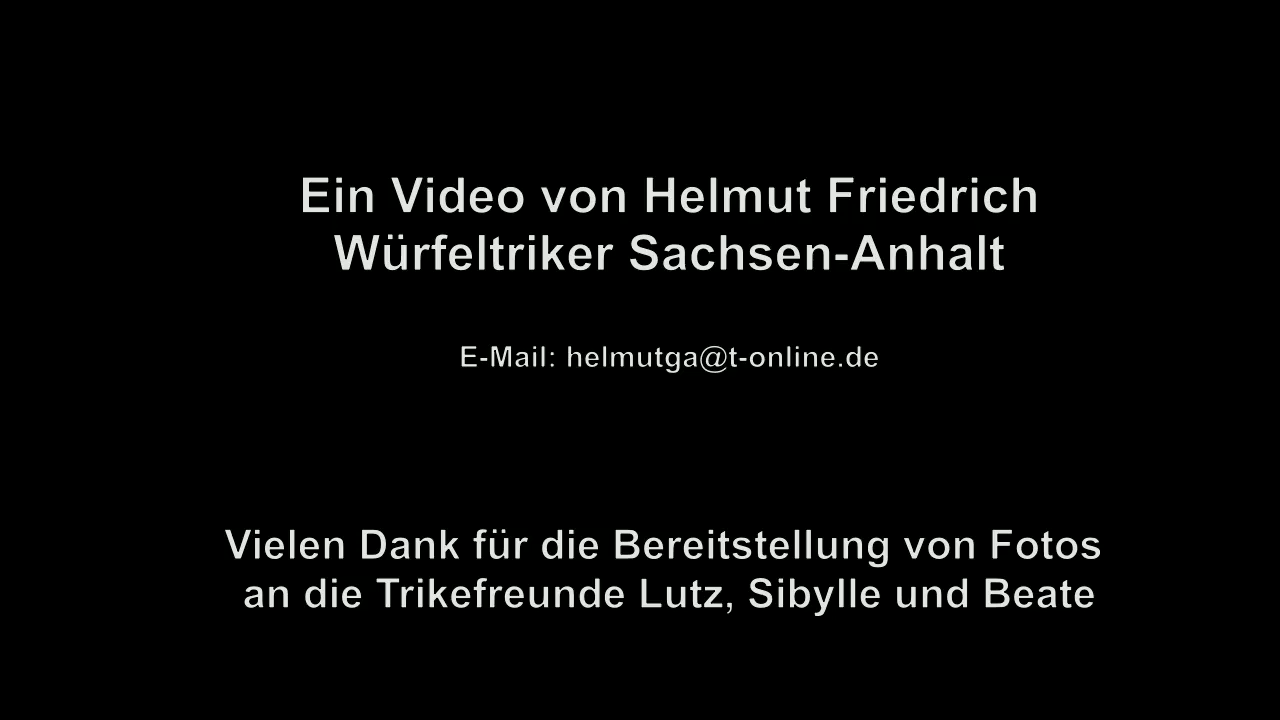 Ein Video von Helmut Friedrich
Würfeltriker Sachsen-Anhalt
E-Mail: helmutga@t-online.de
Vielen Dank für die Bereitstellung von Fotos
an die Trikefreunde Lutz, Sibylle und Beate